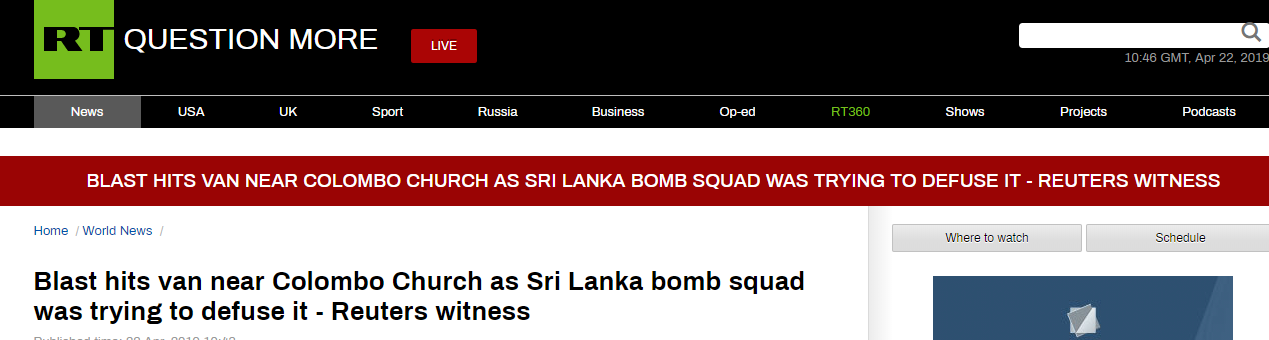 RT QUESTION MORE
LIVE
10:46 GMT, Apr 22, 2019
News USA UK Sport Russia Business Op-ed RT360 Shows Projects Podcasts
BLAST HITS VAN NEAR COLOMBO CHURCH AS SRI LANKA BOMB SQUAD WAS TRYING TO DEFUSE IT - REUTERS WITNESS
Home / World News /
Where to watch
Schedule
Blast hits van near Colombo Church as Sri Lanka bomb squad
was trying to defuse it - Reuters witness
Published time: